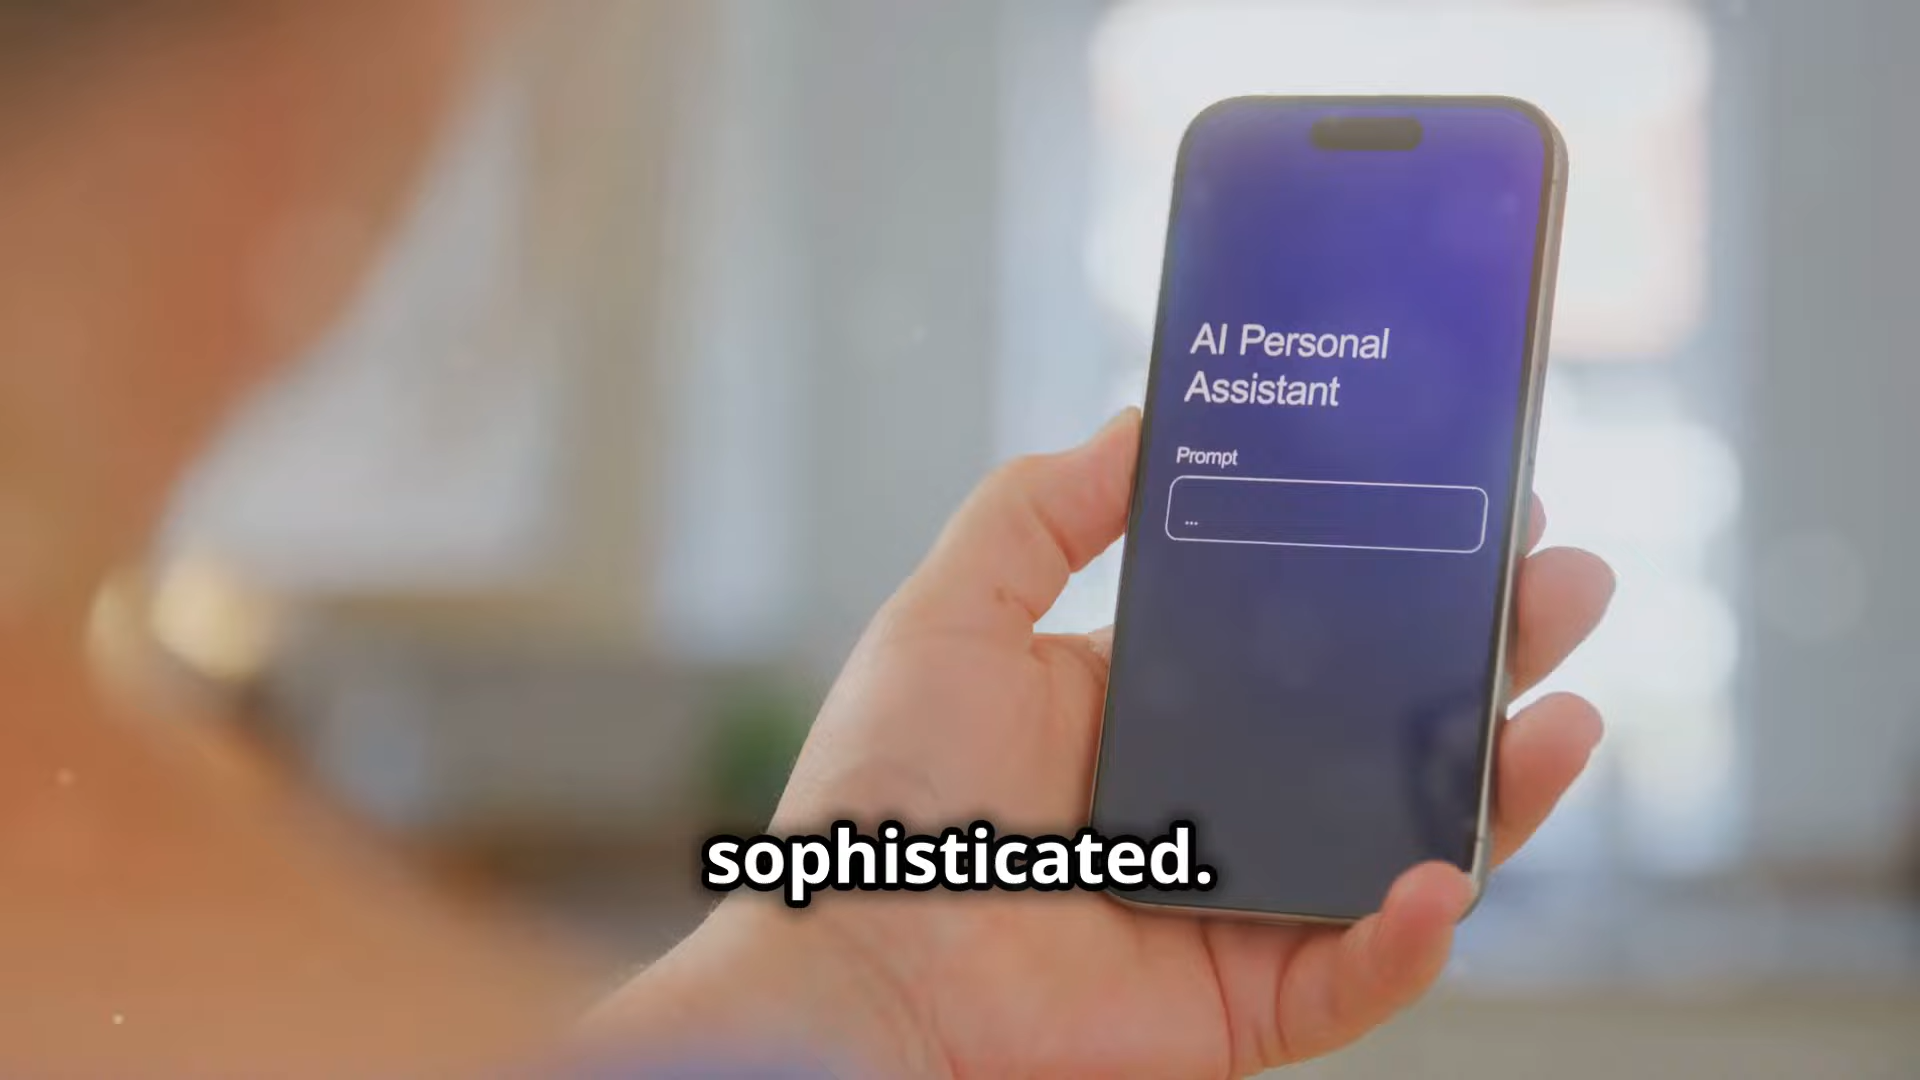 AI Personal
Assistant
Prompt
...
sophisticated.